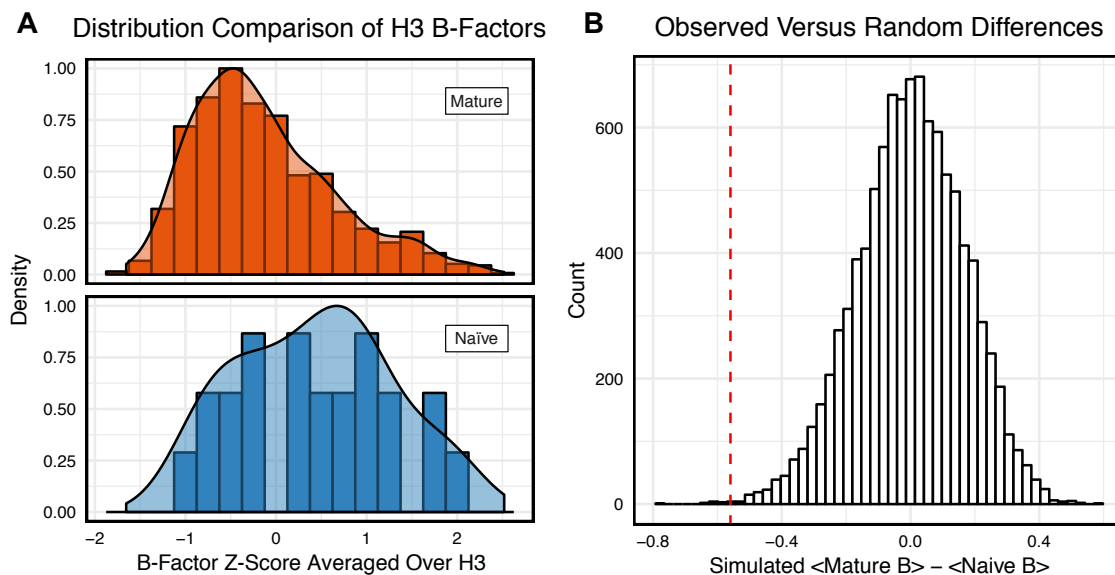 A
Distribution Comparison of H3 B-Factors
Density
1.00
0.75
0.50
0.25
0.00
Mature
1.00
0.75
0.50
0.25
0.00
Naïve
−2
−1
0
1
2
B-Factor Z-Score Averaged Over H3
B
Observed Versus Random Differences
Count
600
400
200
0
−0.8
−0.4
0.0
0.4
Simulated <Mature B> − <Naive B>